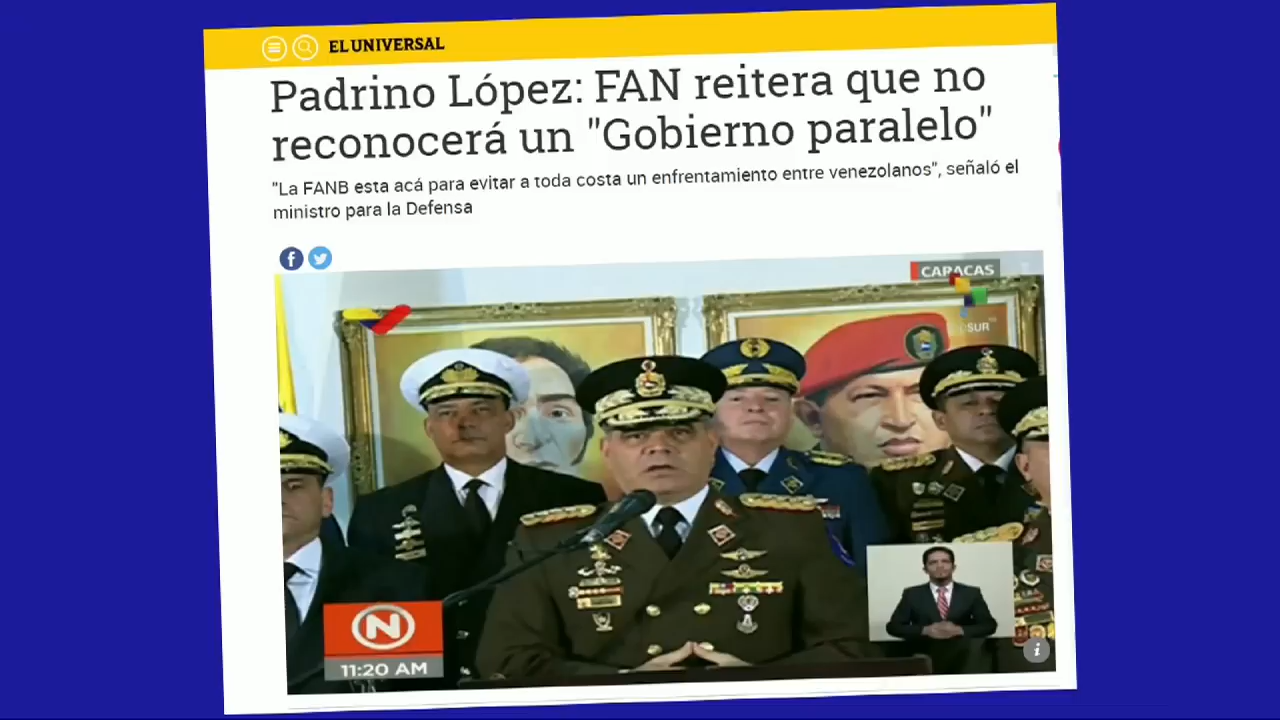 EL UNIVERSAL
Padrino López: FAN reitera que no
reconocerá un "Gobierno paralelo"
"La FANB esta acá para evitar a toda costa un enfrentamiento entre venezolanos", señaló el
ministro para la Defensa
CARACAS
SUR
N
11:20 AM